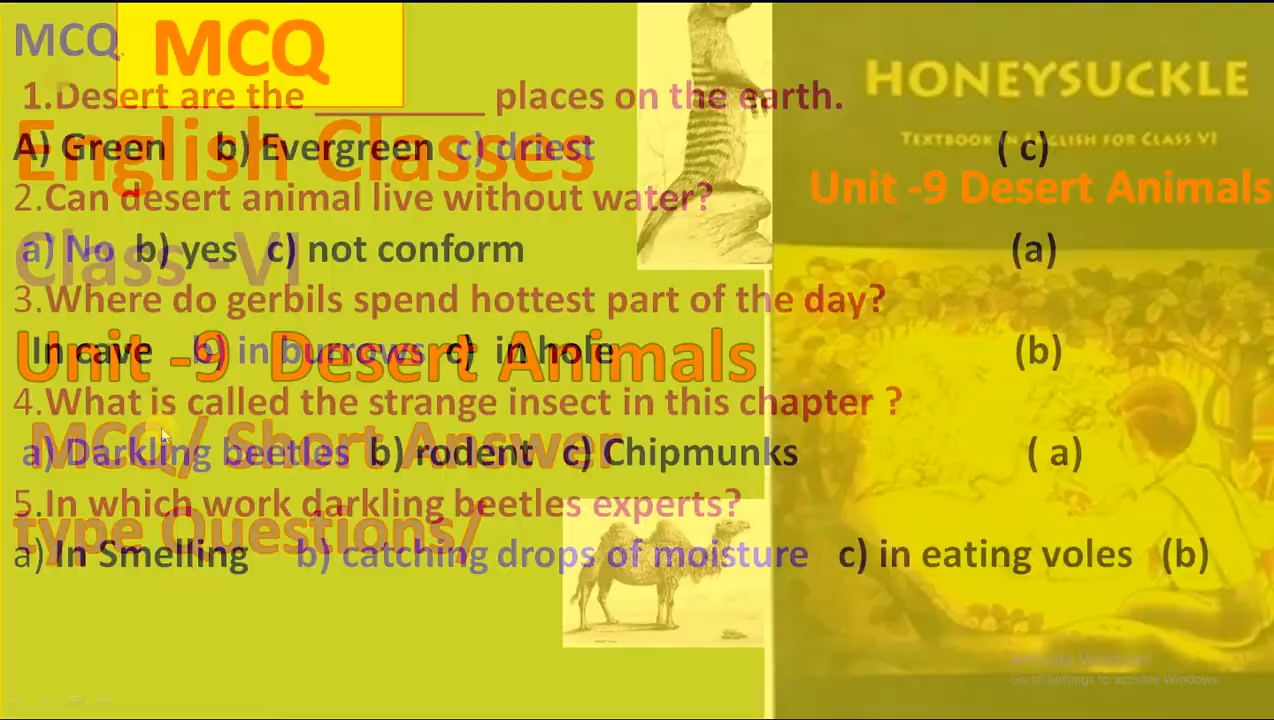 MCQ.
MCQ
1.Desert are the ________ places on the earth.
A) Green b) Evergreen c) driest ( c)
2.Can desert animal live without water?
a) No b) yes c) not conform (a)
3.Where do gerbils spend hottest part of the day?
In cave b) in burrows c) in hole (b)
4.What is called the strange insect in this chapter ?
a) Darkling beetles b) rodent c) Chipmunks ( a)
5.In which work darkling beetles experts?
a) In Smelling b) catching drops of moisture c) in eating voles (b)
English Classes
Class -VI
Unit -9 Desert Animals
MCQ/ Short Answer
type Questions/
HONEYSUCKLE
TEXTBOOK IN ENGLISH FOR CLASS VI
Unit -9 Desert Animals
Activate Windows
Go to Settings to activate Windows.